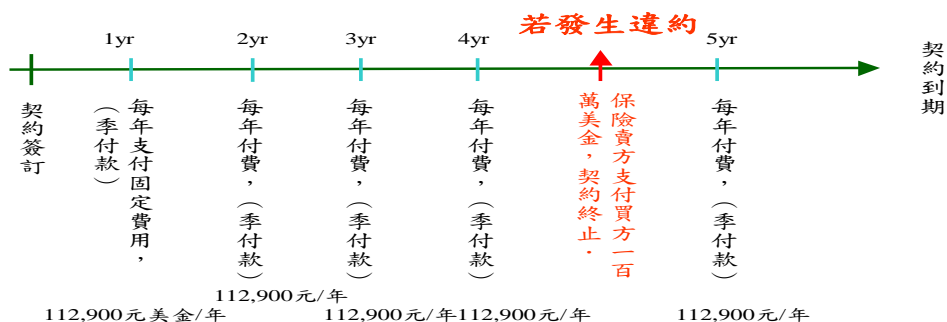 若發生違約
1yr
2yr
3yr
4yr
5yr
契約到期
契約簽訂
每年支付固定費用，
（季付款）
每年付費，（季付款）
每年付費，（季付款）
每年付費，（季付款）
保險賣方支付買方一百
萬美金，契約終止．
每年付費，（季付款）
112,900元美金/年
112,900元/年
112,900元/年
112,900元/年
112,900元/年